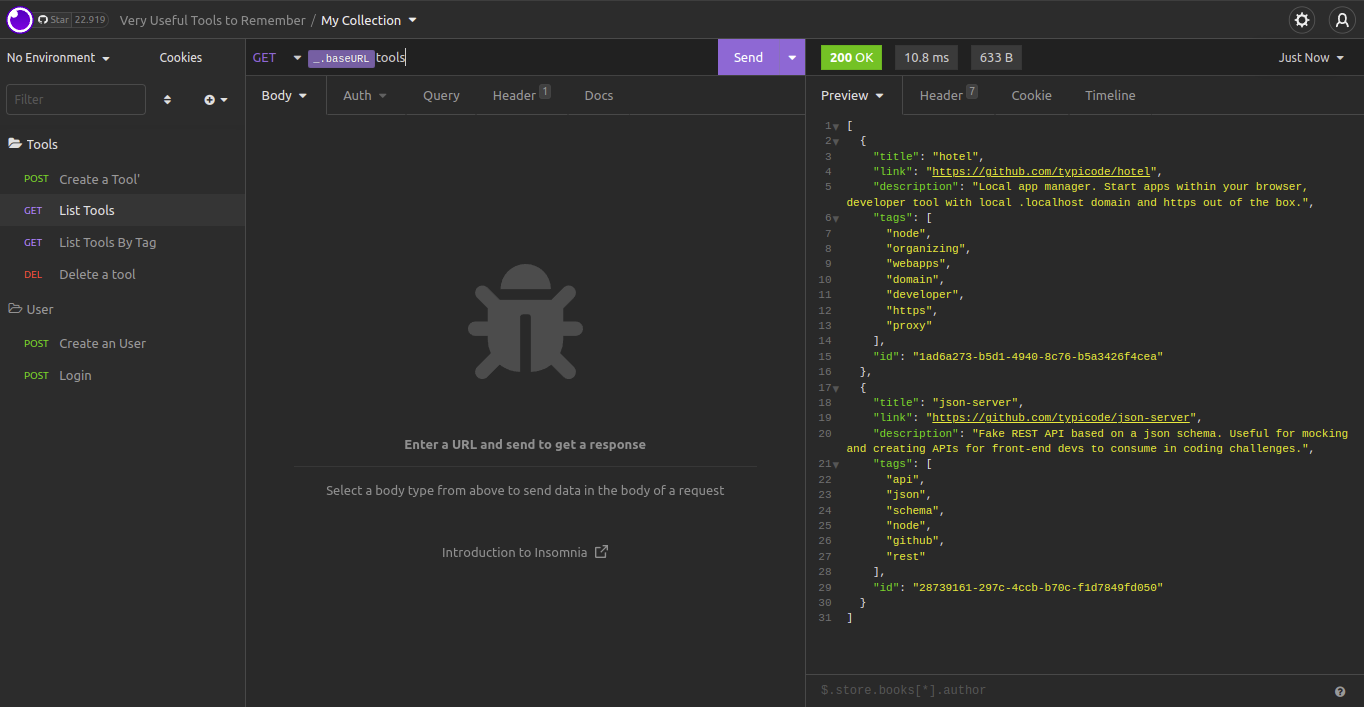 Star 22.919 Very Useful Tools to Remember / My Collection
No Environment Cookies
Filter
Tools
POST Create a Tool'
GET List Tools
GET List Tools By Tag
DEL Delete a tool
User
POST Create an User
POST Login
GET _.baseURL tools Send
Body Auth Query Header 1 Docs
Enter a URL and send to get a response
Select a body type from above to send data in the body of a request
Introduction to Insomnia
200 OK 10.8 ms 633 B Just Now
Preview Header 7 Cookie Timeline
1 [
2 {
3 "title": "hotel",
4 "link": "https://github.com/typicode/hotel",
5 "description": "Local app manager. Start apps within your browser,
developer tool with local .localhost domain and https out of the box.",
6 "tags": [
7 "node",
8 "organizing",
9 "webapps",
10 "domain",
11 "developer",
12 "https",
13 "proxy"
14 ],
15 "id": "1ad6a273-b5d1-4940-8c76-b5a3426f4cea"
16 },
17 {
18 "title": "json-server",
19 "link": "https://github.com/typicode/json-server",
20 "description": "Fake REST API based on a json schema. Useful for mocking
and creating APIs for front-end devs to consume in coding challenges.",
21 "tags": [
22 "api",
23 "json",
24 "schema",
25 "node",
26 "github",
27 "rest"
28 ],
29 "id": "28739161-297c-4ccb-b70c-f1d7849fd050"
30 }
31 ]
$.store.books[*].author